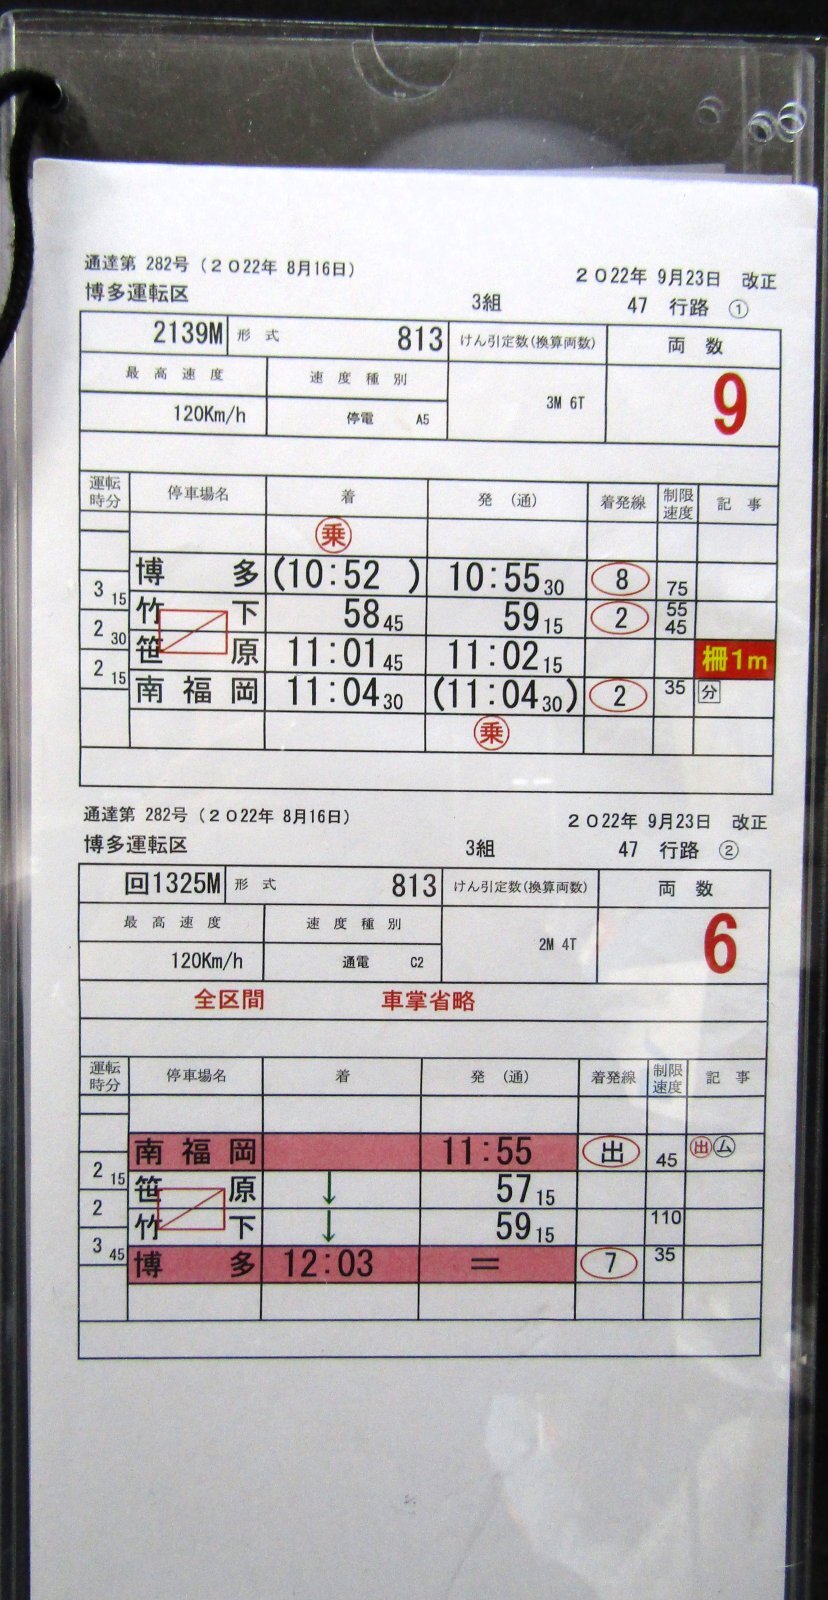 通達第 282号 (2022年 8月16日)
2022年 9月23日 改正
博多運転区 3組 47 行路 ①
2139M 形式 813 けん引定数(換算両数) 両数
最高速度 速度種別 3M 6T 9
120Km/h 停電 A5
運転時分 停車場名 着 発(通) 着発線 制限速度 記事
乗
博多 (10:52 ) 10:55 30 8 75
3 15
竹下 58 45 59 15 2 55 45
2 30
笹原 11:01 45 11:02 15 1m
2 15
南福岡 11:04 30 (11:04 30) 2 35 分
乗
通達第 282号 (2022年 8月16日)
2022年 9月23日 改正
博多運転区 3組 47 行路 ②
回1325M 形式 813 けん引定数(換算両数) 両数
最高速度 速度種別 2M 4T 6
120Km/h 通電 C2
全区間 車掌省略
運転時分 停車場名 着 発(通) 着発線 制限速度 記事
南福岡 11:55 出 45 出 ム
2 15
笹原 ↓ 57 15
2
竹下 ↓ 59 15 110
3 45
博多 12:03 = 7 35